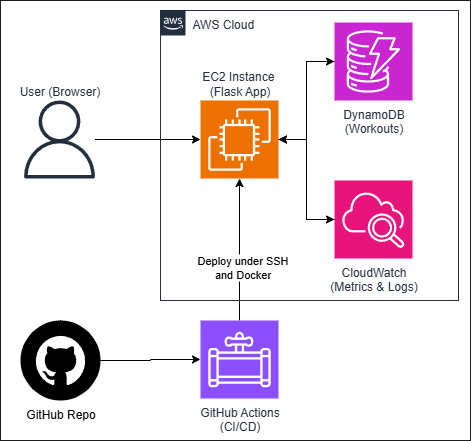 aws
AWS Cloud
User (Browser)
EC2 Instance
(Flask App)
DynamoDB
(Workouts)
CloudWatch
(Metrics & Logs)
Deploy under SSH
and Docker
GitHub Repo
GitHub Actions
(CI/CD)